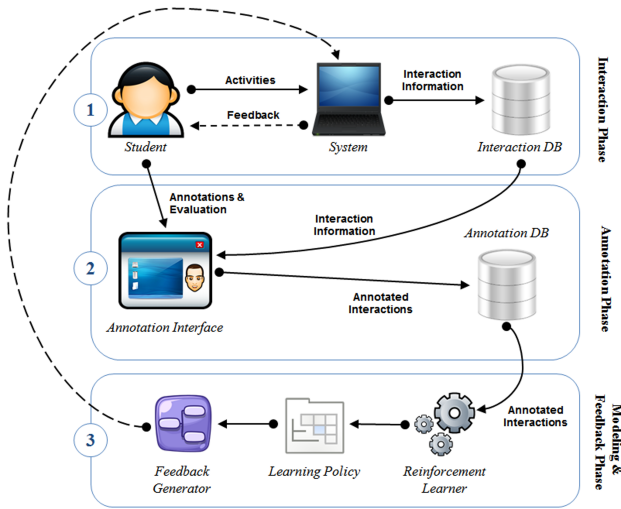 Activities
Interaction
Information
Feedback
1
Student
System
Interaction DB
Interaction Phase
Annotations &
Evaluation
Interaction
Information
Annotation DB
2
Annotated
Interactions
Annotation Interface
Annotation Phase
Annotated
Interactions
3
Feedback
Generator
Learning Policy
Reinforcement
Learner
Modeling &
Feedback Phase